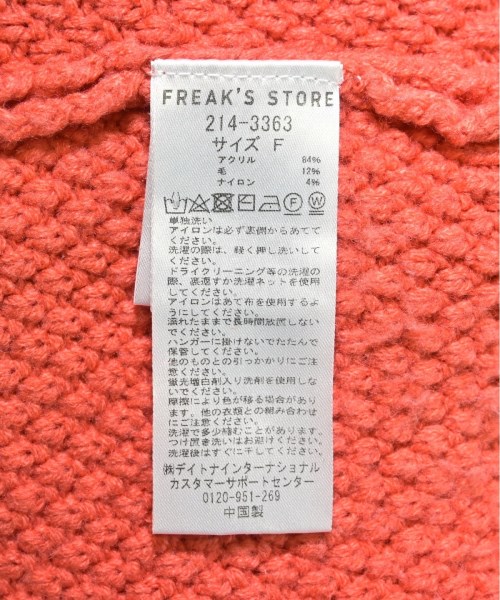 FREAK'S STORE
214-3363
サイズ F
アクリル 84%
毛 12%
ナイロン 4%
F W
単独洗い
アイロンは必ず裏側からあてて
ください。
洗濯の際は、軽く押し洗いして
ください。
ドライクリーニング等の洗濯の
際、裏返すか洗濯ネットを使用
してください。
アイロンはあて布を使用するよ
うにしてください。
濡れたままで長時間放置しない
でください。
ハンガーに掛けないでたたんで
保管してください。
他のものとの引っかかりにご注
意ください。
蛍光増白剤入り洗剤を使用しな
いでください。
摩擦により色が移る場合があり
ます、他の衣類との組み合わせ
にご注意ください。
洗濯で多少縮むことがあります。
つけ置き洗いはお避けください。
洗濯後はすぐに干してください。
㈱デイトナインターナショナル
カスタマーサポートセンター
0120-951-269
中国製